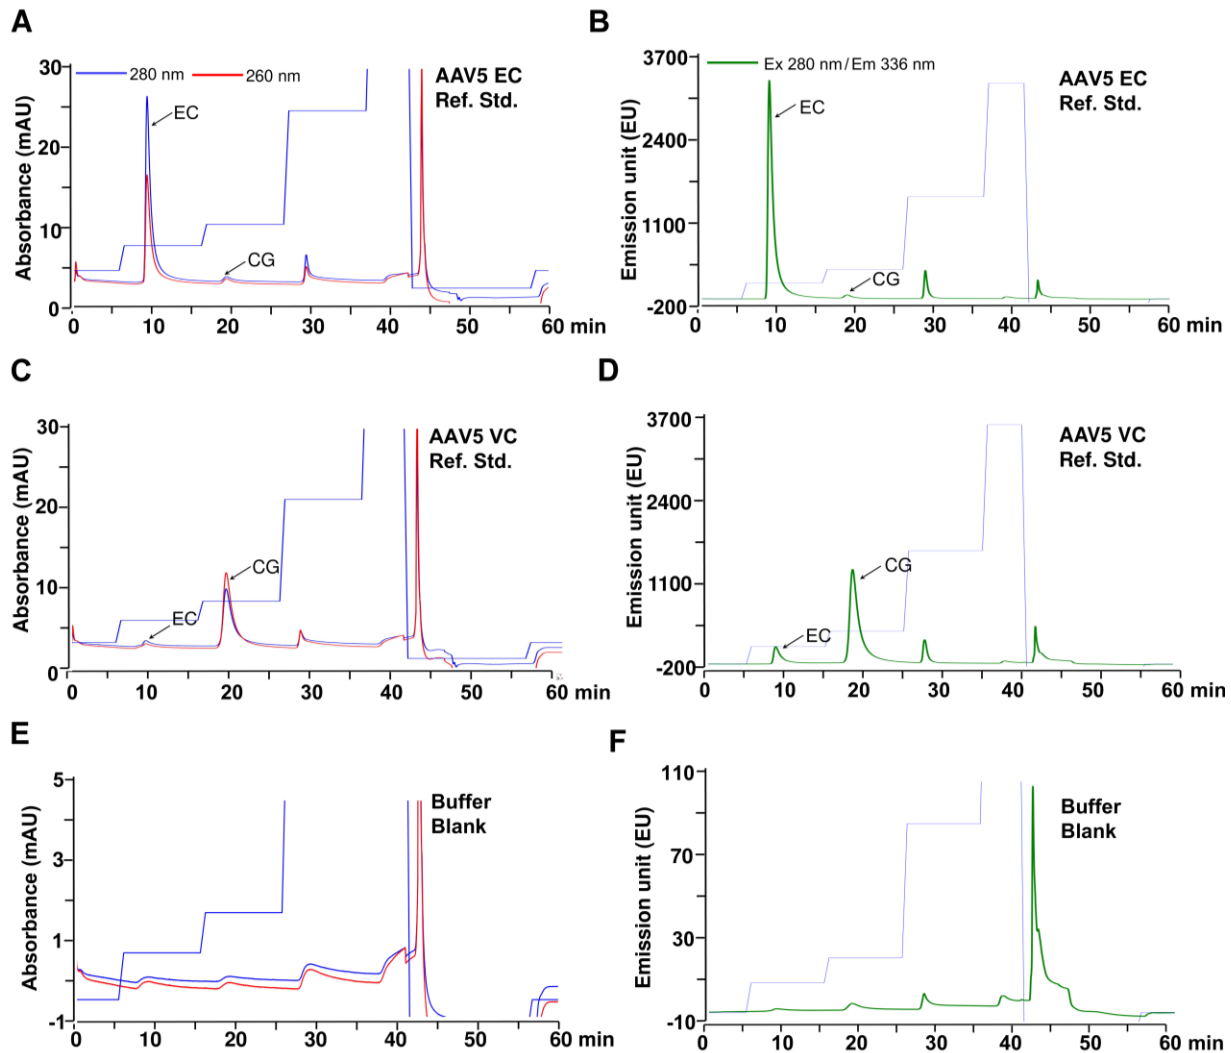 A
30
20
10
0
Absorbance (mAU)
280 nm
260 nm
AAV5 EC
Ref. Std.
EC
CG
0 10 20 30 40 50 60 min
B
3700
2400
1100
-200
Emission unit (EU)
Ex 280 nm/Em 336 nm
AAV5 EC
Ref. Std.
EC
CG
0 10 20 30 40 50 60 min
C
30
20
10
0
Absorbance (mAU)
AAV5 VC
Ref. Std.
CG
EC
0 10 20 30 40 50 60 min
D
3700
2400
1100
-200
Emission unit (EU)
AAV5 VC
Ref. Std.
CG
EC
0 10 20 30 40 50 60 min
E
5
3
1
-1
Absorbance (mAU)
Buffer
Blank
0 10 20 30 40 50 60 min
F
110
70
30
-10
Emission unit (EU)
Buffer
Blank
0 10 20 30 40 50 60 min